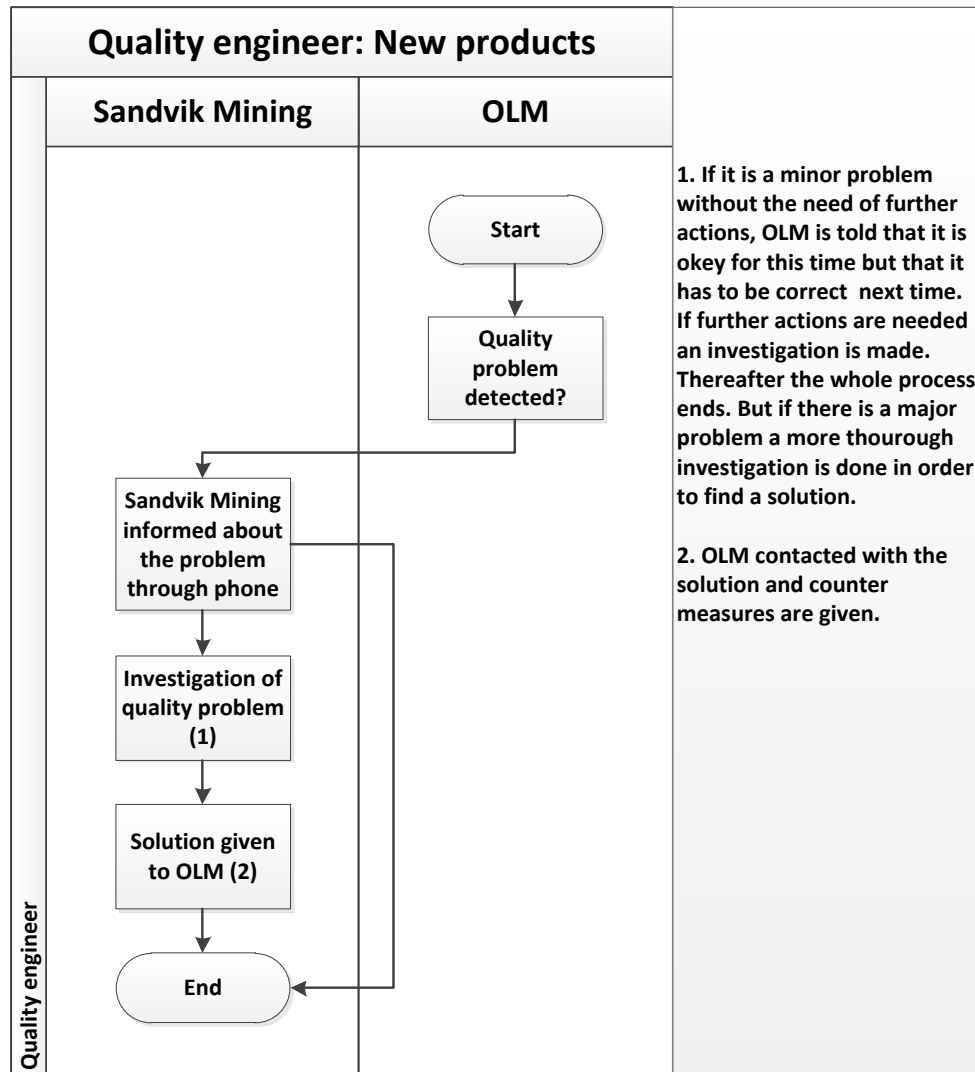 Quality engineer: New products
Sandvik Mining
OLM
Start
Quality
problem
detected?
Sandvik Mining
informed about
the problem
through phone
Investigation of
quality problem
(1)
Solution given
to OLM (2)
End
Quality engineer
1. If it is a minor problem
without the need of further
actions, OLM is told that it is
okey for this time but that it
has to be correct  next time.
If further actions are needed
an investigation is made.
Thereafter the whole process
ends. But if there is a major
problem a more thourough
investigation is done in order
to find a solution.
2. OLM contacted with the
solution and counter
measures are given.